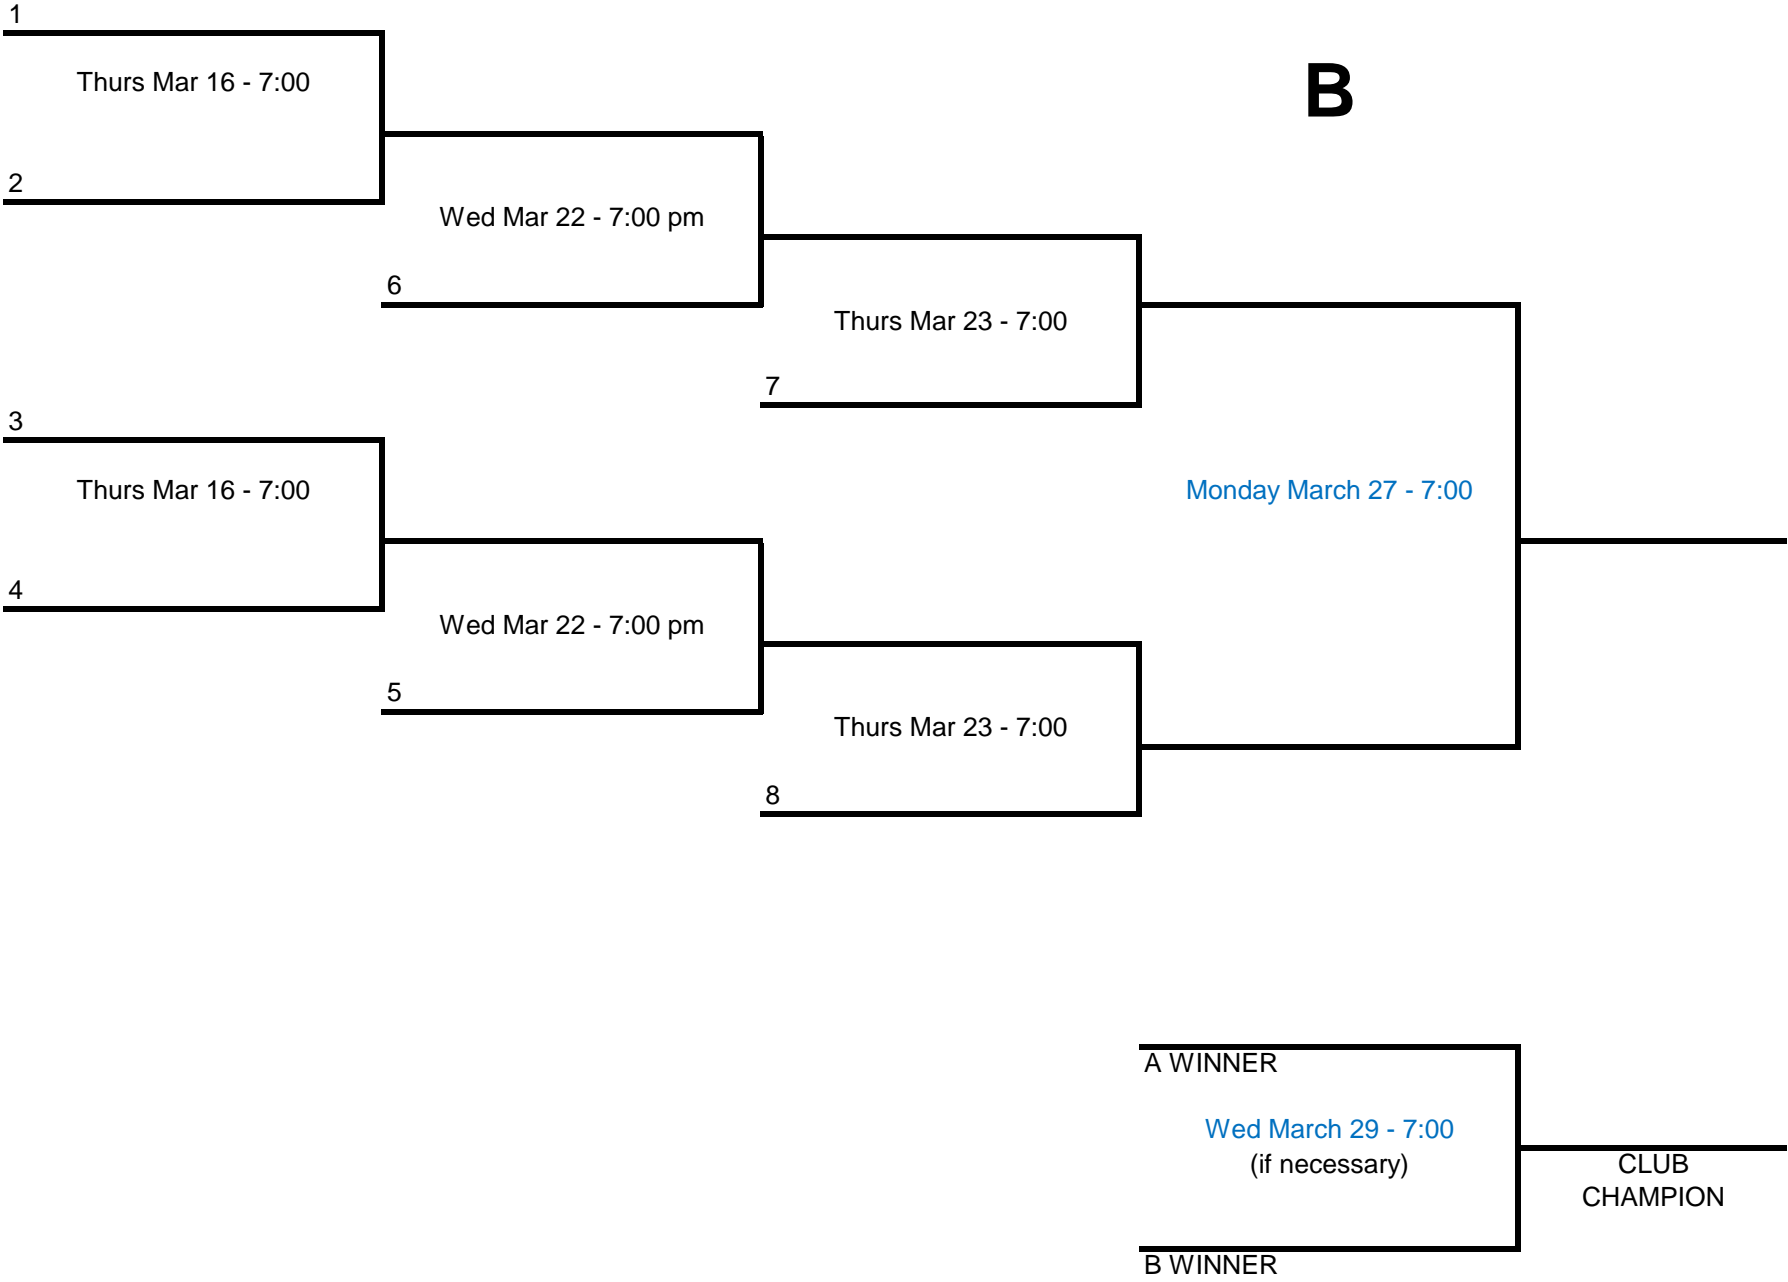 1
Thurs Mar 16 - 7:00
B
2
Wed Mar 22 - 7:00 pm
6
Thurs Mar 23 - 7:00
7
3
Thurs Mar 16 - 7:00
Monday March 27 - 7:00
4
Wed Mar 22 - 7:00 pm
5
Thurs Mar 23 - 7:00
8
A WINNER
Wed March 29 - 7:00
(if necessary)
CLUB
CHAMPION
B WINNER